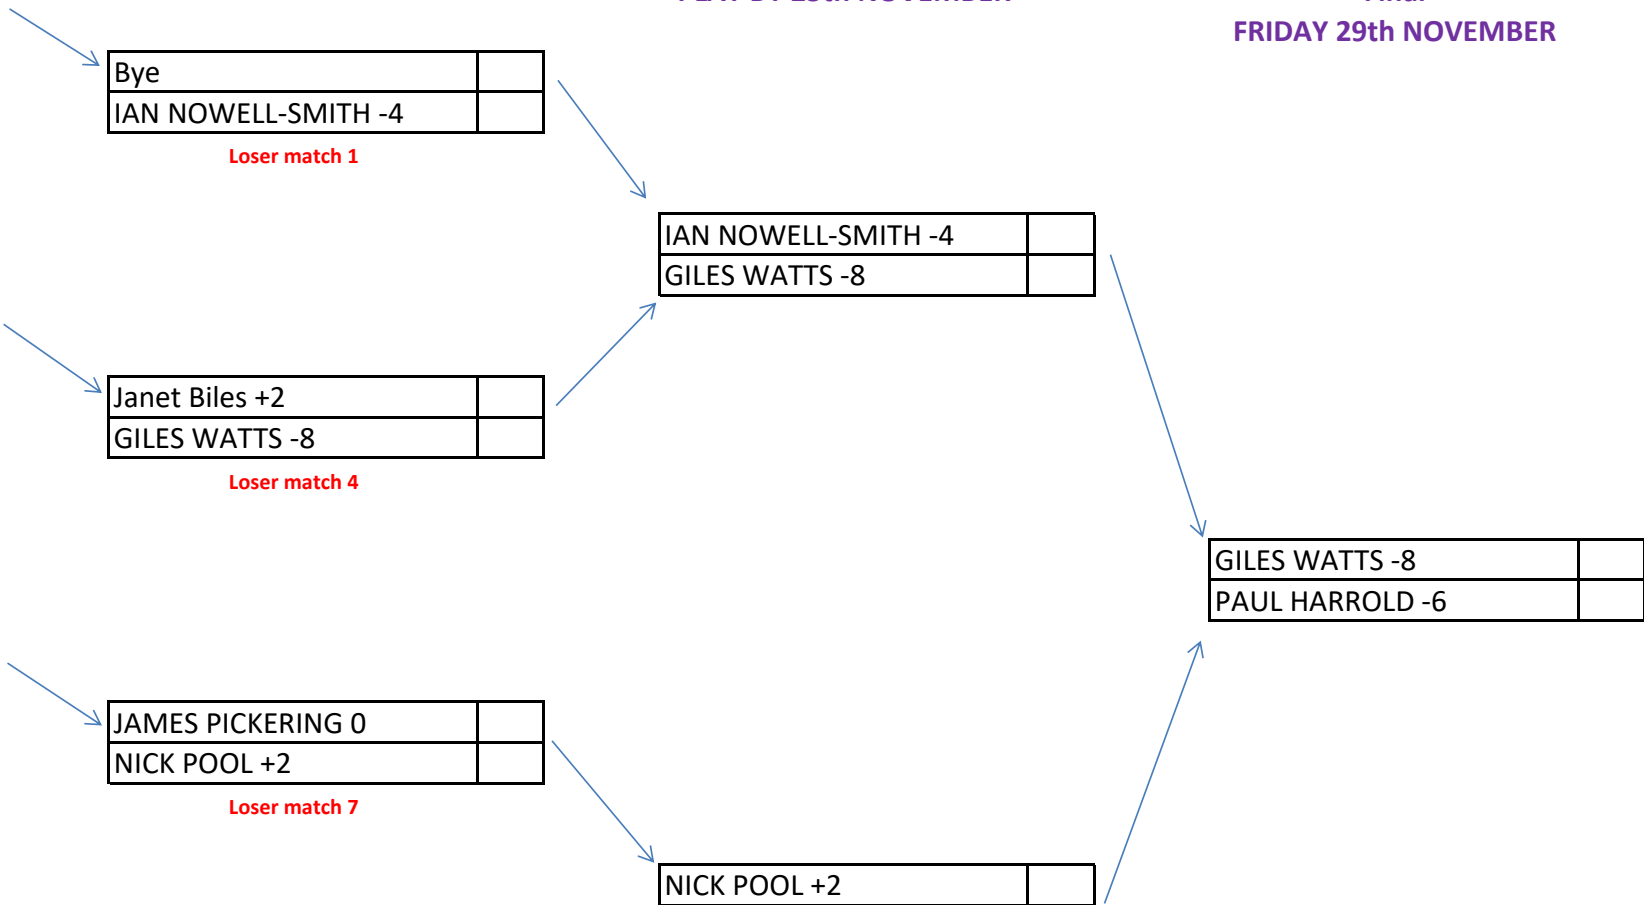 FRIDAY 29th NOVEMBER
Bye
IAN NOWELL-SMITH -4
Loser match 1
IAN NOWELL-SMITH -4
GILES WATTS -8
Janet Biles +2
GILES WATTS -8
Loser match 4
GILES WATTS -8
PAUL HARROLD -6
JAMES PICKERING 0
NICK POOL +2
Loser match 7
NICK POOL +2